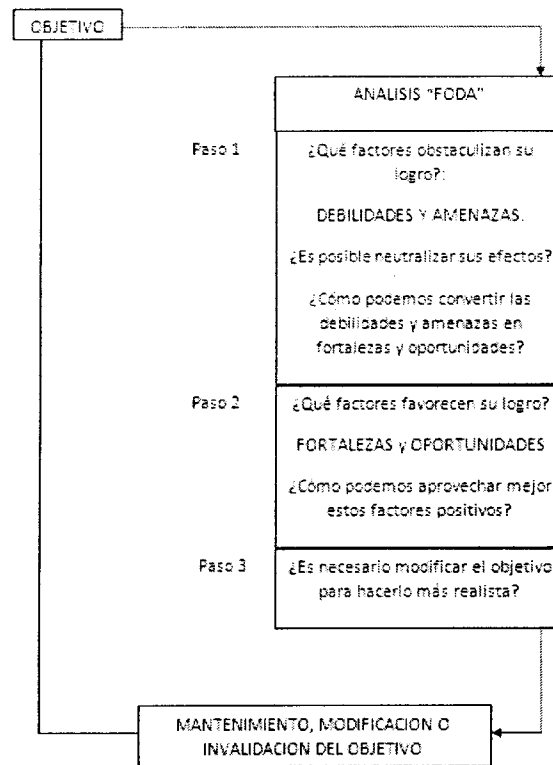 OBJETIVO
ANALISIS "FODA"
Paso 1
¿Qué factores obstaculizan su
logro?:
DEBILIDADES Y AMENAZAS.
¿Es posible neutralizar sus efectos?
¿Cómo podemos convertir las
debilidades y amenazas en
fortalezas y oportunidades?
Paso 2
¿Qué factores favorecen su logro?
FORTALEZAS y OPORTUNIDADES
¿Cómo podemos aprovechar mejor
estos factores positivos?
Paso 3
¿Es necesario modificar el objetivo
para hacerlo más realista?
MANTENIMIENTO, MODIFICACION O
INVALIDACION DEL OBJETIVO